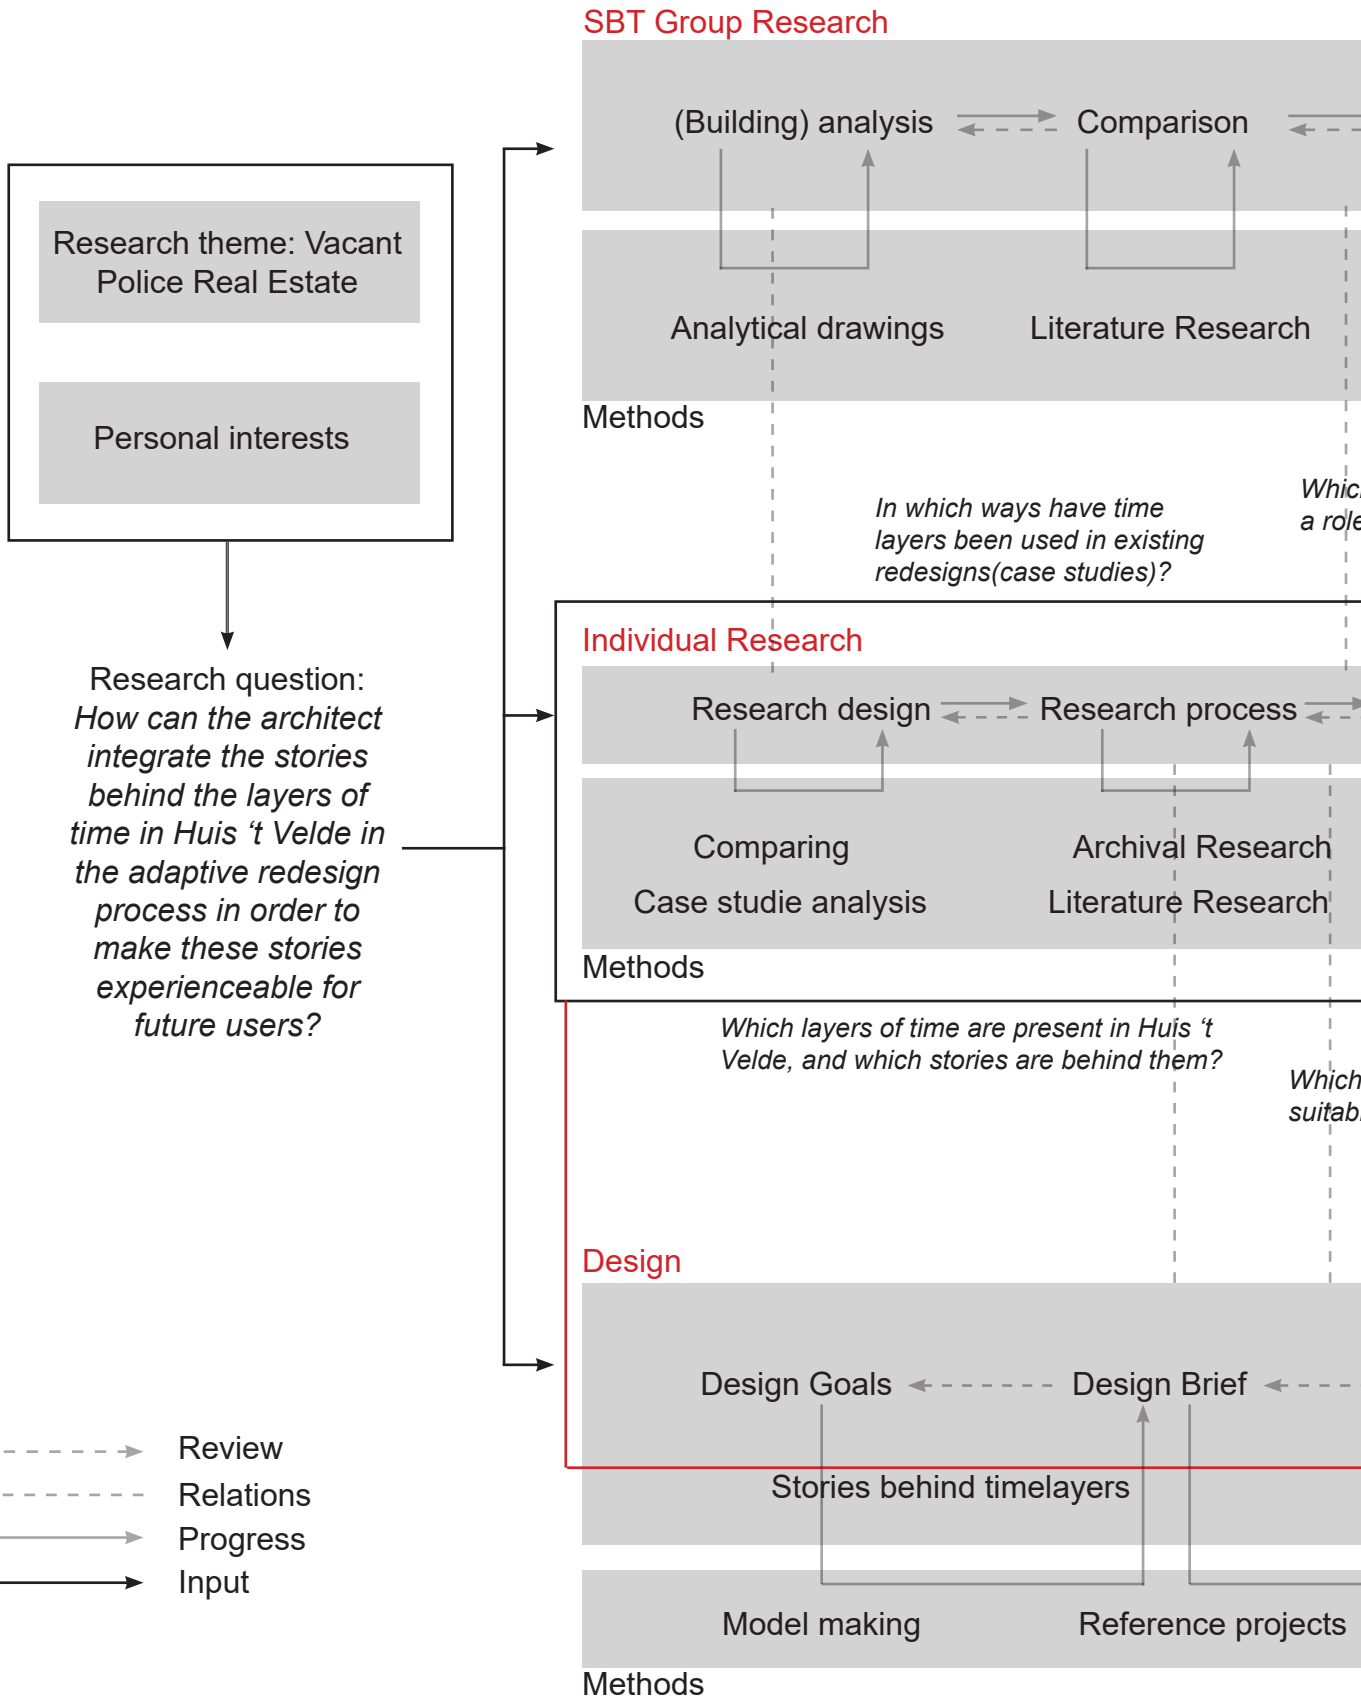 SBT Group Research
(Building) analysis
Comparison
Research theme: Vacant
Police Real Estate
Personal interests
Analytical drawings
Literature Research
Methods
In which ways have time
layers been used in existing
redesigns(case studies)?
a role
Individual Research
Research design
Research process
Research question:
How can the architect
integrate the stories
behind the layers of
time in Huis ‘t Velde in
the adaptive redesign
process in order to
make these stories
experienceable for
future users?
Comparing
Case studie analysis
Archival Research
Literature Research
Methods
Which layers of time are present in Huis ‘t
Velde, and which stories are behind them?
Which
Design
Design Goals
Design Brief
Stories behind timelayers
Model making
Reference projects
Methods
Review
Relations
Progress
Input